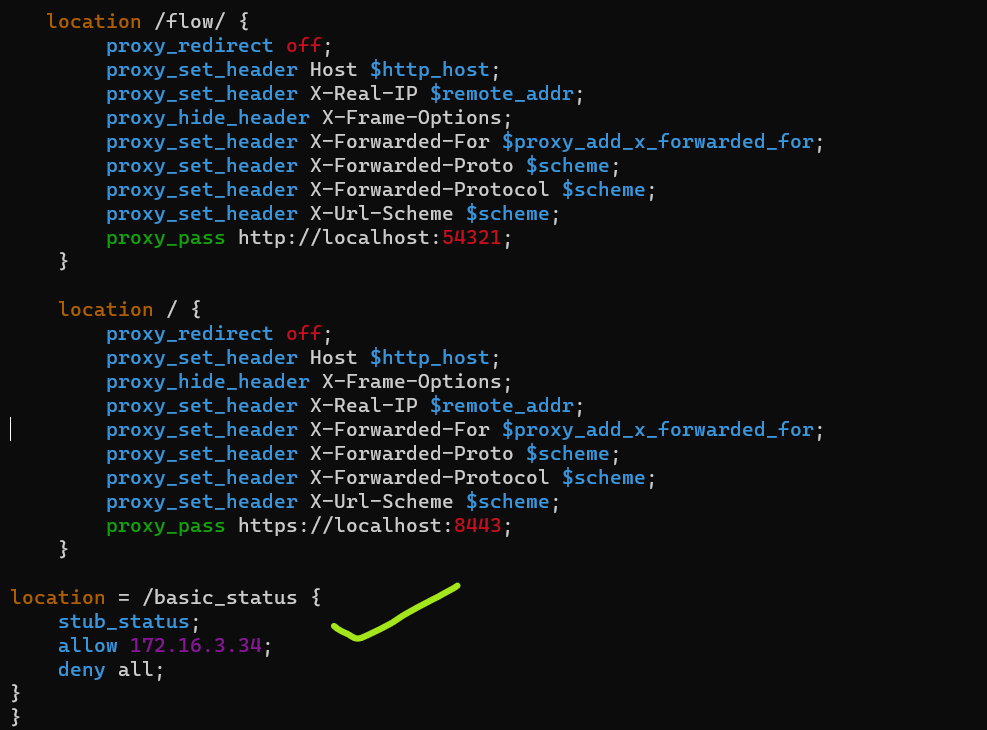 location /flow/ {
proxy_redirect off;
proxy_set_header Host $http_host;
proxy_set_header X-Real-IP $remote_addr;
proxy_hide_header X-Frame-Options;
proxy_set_header X-Forwarded-For $proxy_add_x_forwarded_for;
proxy_set_header X-Forwarded-Proto $scheme;
proxy_set_header X-Forwarded-Protocol $scheme;
proxy_set_header X-Url-Scheme $scheme;
proxy_pass http://localhost:54321;
}
location / {
proxy_redirect off;
proxy_set_header Host $http_host;
proxy_hide_header X-Frame-Options;
proxy_set_header X-Real-IP $remote_addr;
proxy_set_header X-Forwarded-For $proxy_add_x_forwarded_for;
proxy_set_header X-Forwarded-Proto $scheme;
proxy_set_header X-Forwarded-Protocol $scheme;
proxy_set_header X-Url-Scheme $scheme;
proxy_pass https://localhost:8443;
}
location = /basic_status {
stub_status;
allow 172.16.3.34;
deny all;
}
}